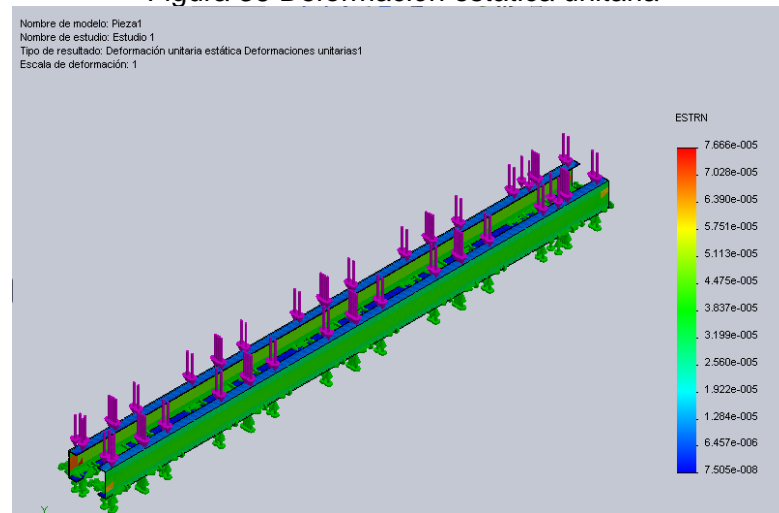 Nombre de modelo: Pieza1
Nombre de estudio: Estudio 1
Tipo de resultado: Deformación unitaria estática Deformaciones unitarias1
Escala de deformación: 1
ESTRN
7.666e-005
7.028e-005
6.390e-005
5.751e-005
5.113e-005
4.475e-005
3.837e-005
3.199e-005
2.560e-005
1.922e-005
1.284e-005
6.457e-006
7.505e-008
Y